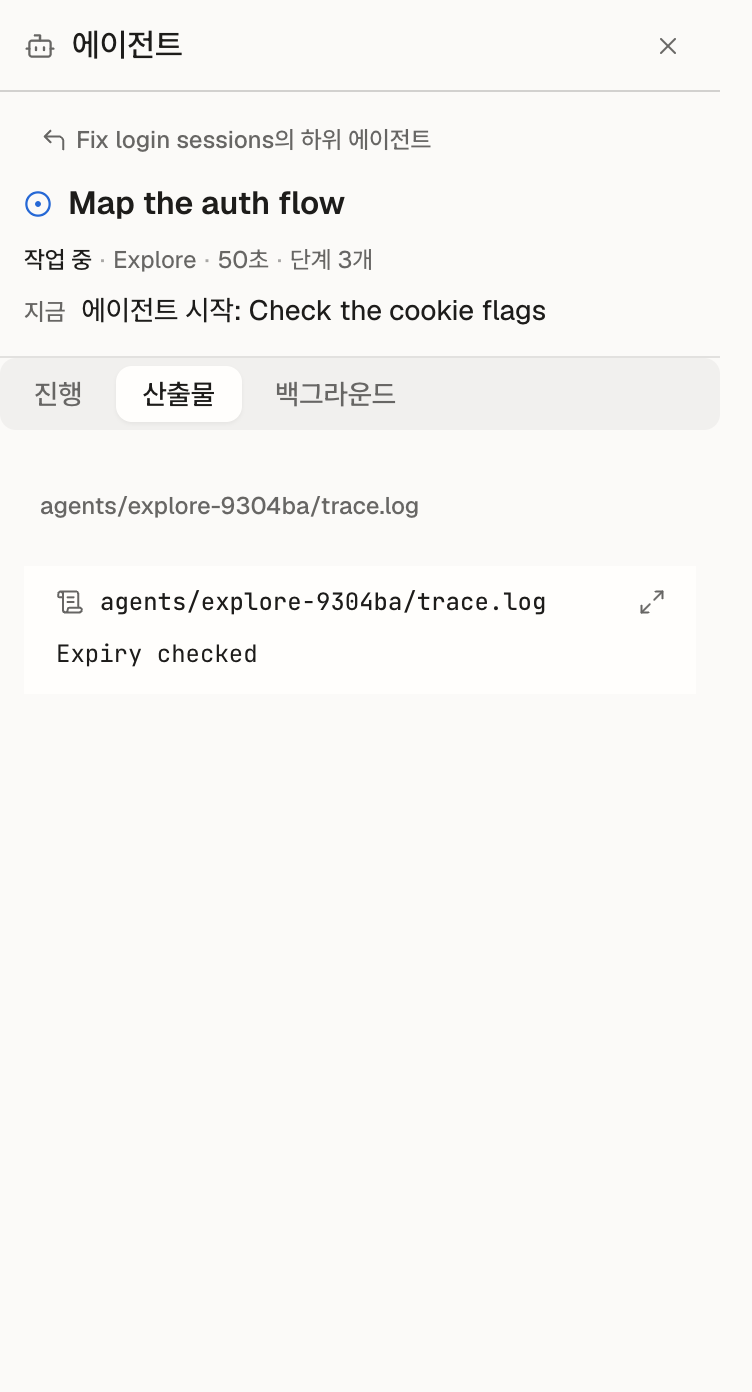 에이전트
Fix login sessions의 하위 에이전트
Map the auth flow
작업 중 · Explore · 50초 · 단계 3개
지금 에이전트 시작: Check the cookie flags
진행 산출물 백그라운드
agents/explore-9304ba/trace.log
agents/explore-9304ba/trace.log
Expiry checked